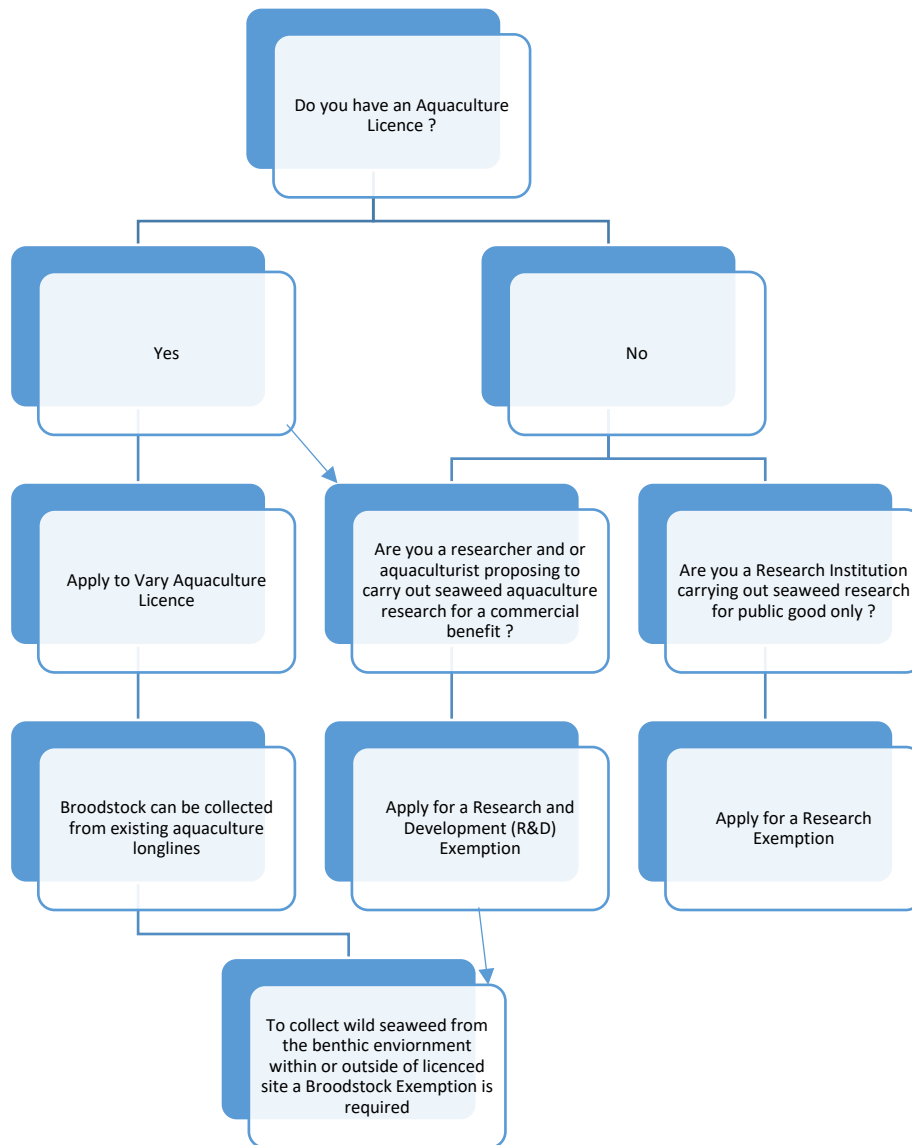 Do you have an Aquaculture
Licence ?
Yes
No
Apply to Vary Aquaculture
Licence
Are you a researcher and or
aquaculturist proposing to
carry out seaweed aquaculture
research for a commercial
benefit ?
Are you a Research Institution
carrying out seaweed research
for public good only ?
Broodstock can be collected
from existing aquaculture
longlines
Apply for a Research and
Development (R&D)
Exemption
Apply for a Research
Exemption
To collect wild seaweed from
the benthic enviornment
within or outside of licenced
site a Broodstock Exemption is
required